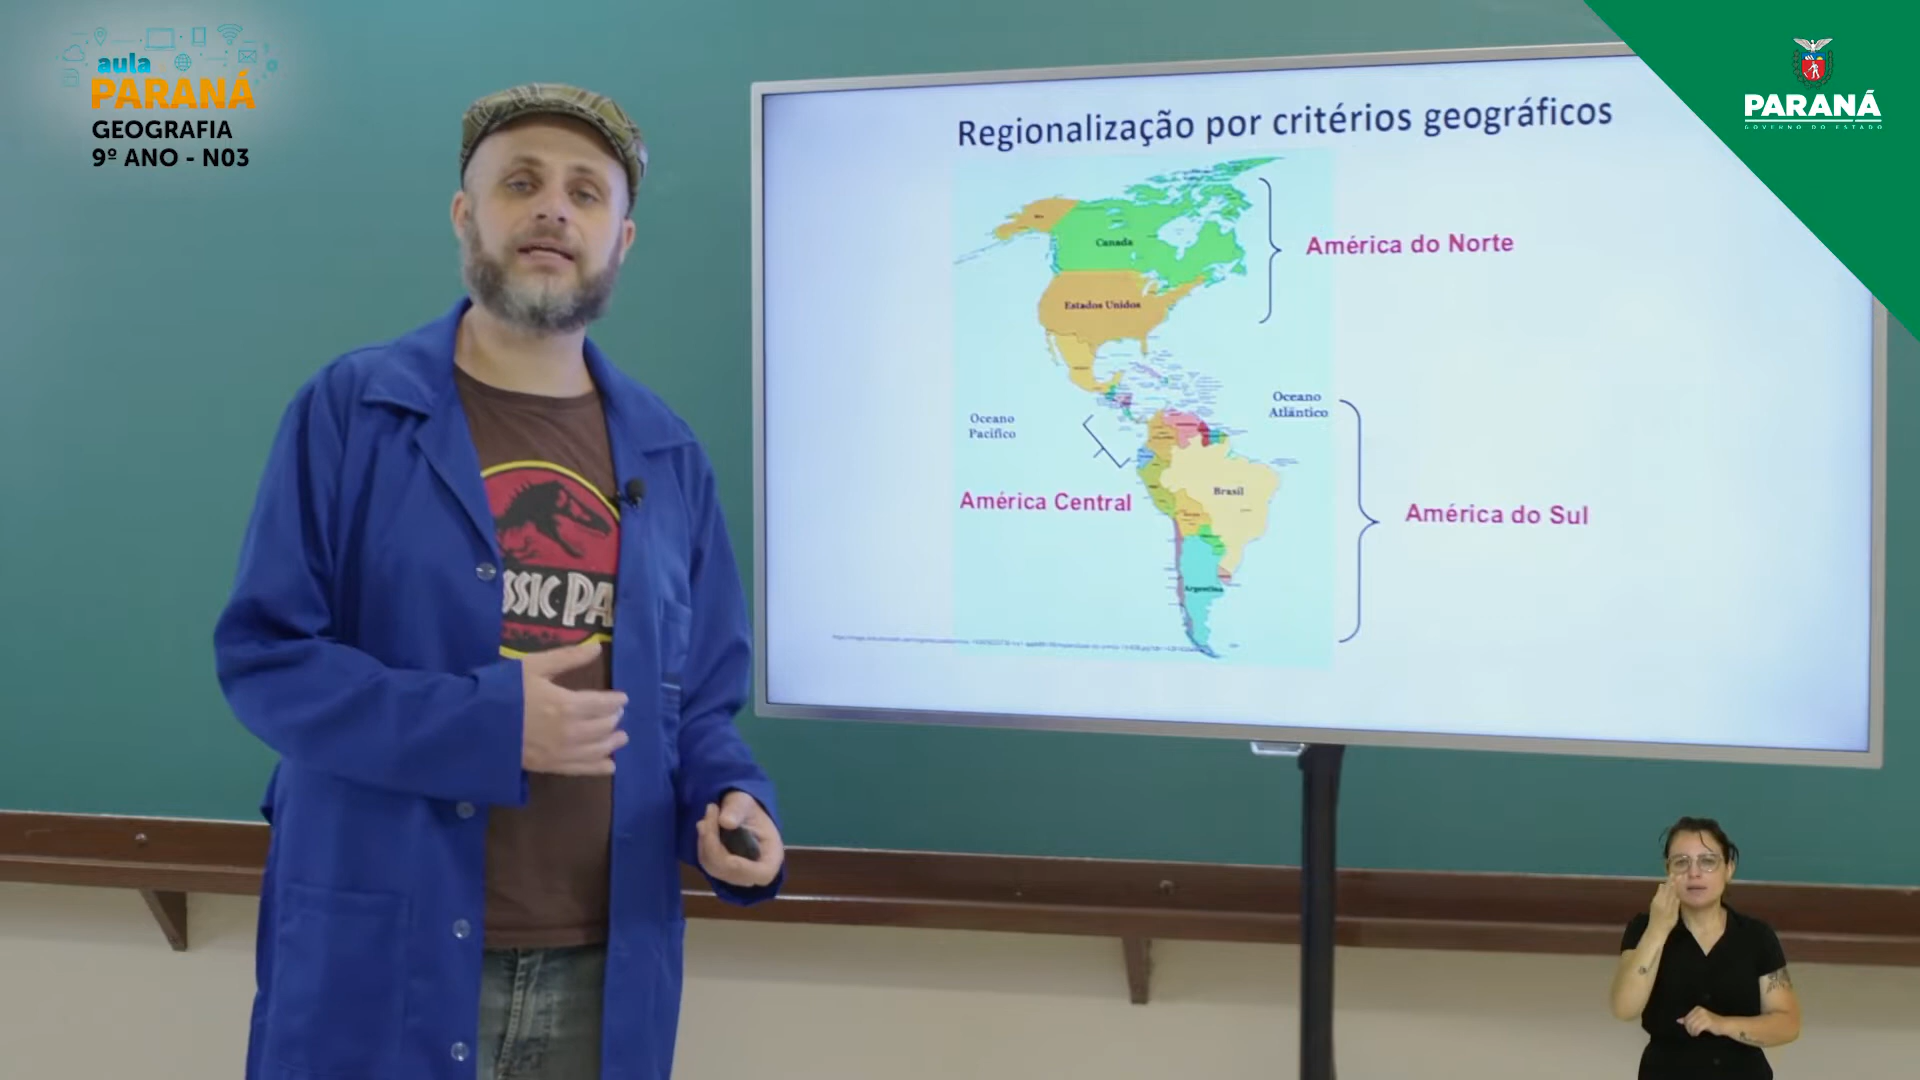 aula
PARANÁ
GEOGRAFIA
9º ANO - N03
PARANÁ
GOVERNO DO ESTADO
Regionalização por critérios geográficos
Canada
América do Norte
Estados Unidos
Oceano
Atlântico
Oceano
Pacífico
Brasil
América Central
América do Sul
Argentina
SSIC PA